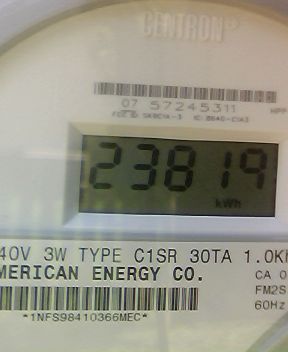 CENTRON®
07 57245311
23819
kWh
40V 3W TYPE C1SR 30TA 1.0K
MERICAN ENERGY CO.
CA 0
FM2S
60Hz
*1NFS98410366MEC*